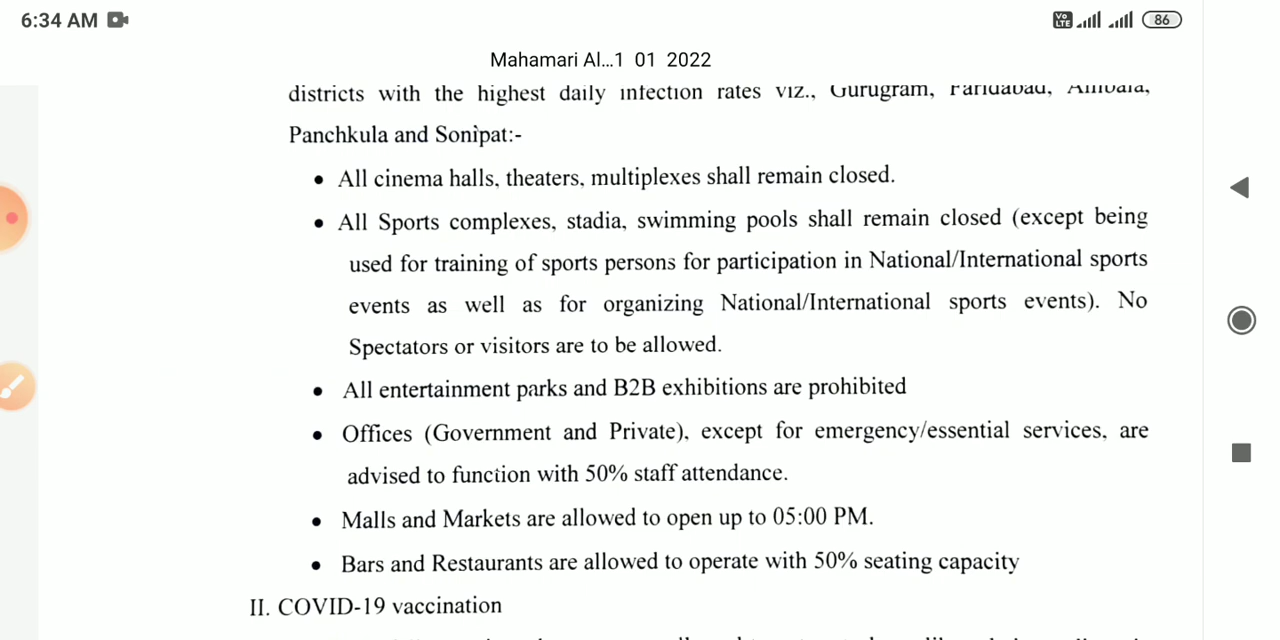 6:34 AM
Vo LTE
86
Mahamari Al...1 01 2022
districts with the highest daily infection rates viz., Gurugram, Faridabad, Ambala,
Panchkula and Sonipat:-
• All cinema halls, theaters, multiplexes shall remain closed.
• All Sports complexes, stadia, swimming pools shall remain closed (except being
used for training of sports persons for participation in National/International sports
events as well as for organizing National/International sports events). No
Spectators or visitors are to be allowed.
• All entertainment parks and B2B exhibitions are prohibited
• Offices (Government and Private), except for emergency/essential services, are
advised to function with 50% staff attendance.
• Malls and Markets are allowed to open up to 05:00 PM.
• Bars and Restaurants are allowed to operate with 50% seating capacity
II. COVID-19 vaccination